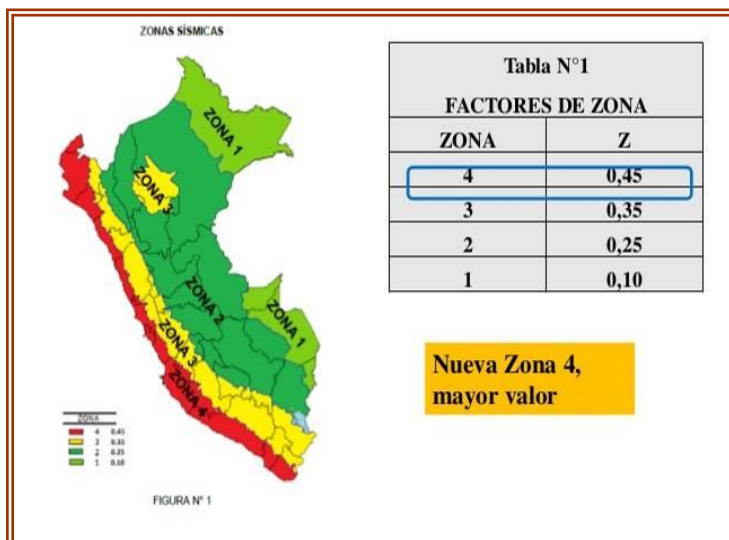 ZONAS SÍSMICAS
ZONA 1
ZONA 3
ZONA 2
ZONA 1
ZONA 3
ZONA 4
ZONA
4 0.45
3 0.35
2 0.25
1 0.10
FIGURA N° 1
Tabla N°1
FACTORES DE ZONA
ZONA Z
4 0,45
3 0,35
2 0,25
1 0,10
Nueva Zona 4,
mayor valor